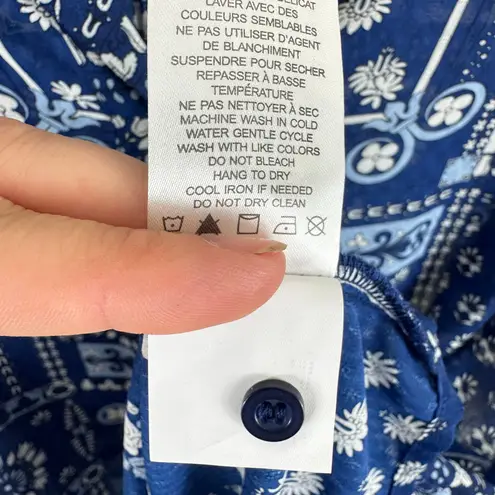 DÉLICAT
LAVER AVEC DES
COULEURS SEMBLABLES
NE PAS UTILISER D'AGENT
DE BLANCHIMENT
SUSPENDRE POUR SECHER
REPASSER À BASSE
TEMPÉRATURE
NE PAS NETTOYER À SEC
MACHINE WASH IN COLD
WATER GENTLE CYCLE
WASH WITH LIKE COLORS
DO NOT BLEACH
HANG TO DRY
COOL IRON IF NEEDED
DO NOT DRY CLEAN